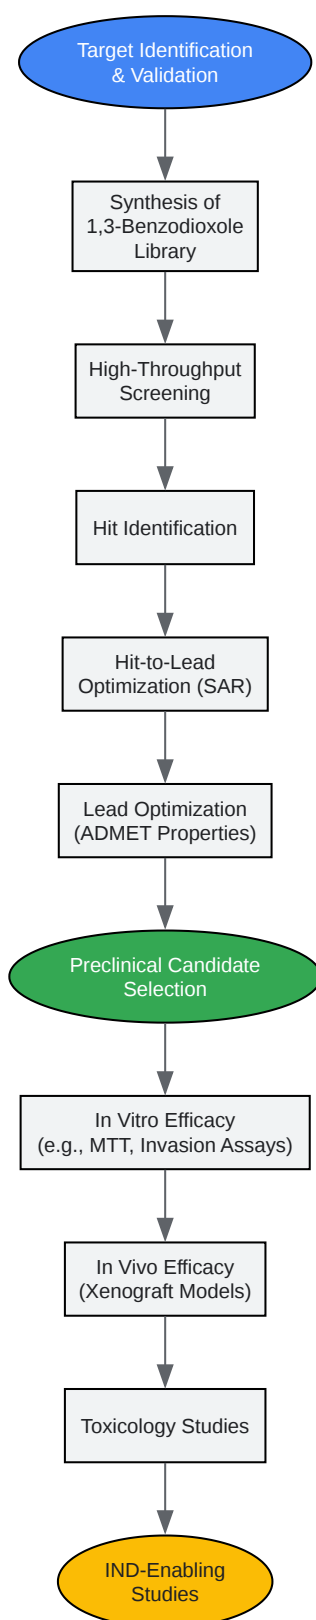 Target Identification
& Validation
Synthesis of
1,3-Benzodioxole
Library
High-Throughput
Screening
Hit Identification
Hit-to-Lead
Optimization (SAR)
Lead Optimization
(ADMET Properties)
Preclinical Candidate
Selection
In Vitro Efficacy
(e.g., MTT, Invasion Assays)
In Vivo Efficacy
(Xenograft Models)
Toxicology Studies
IND-Enabling
Studies